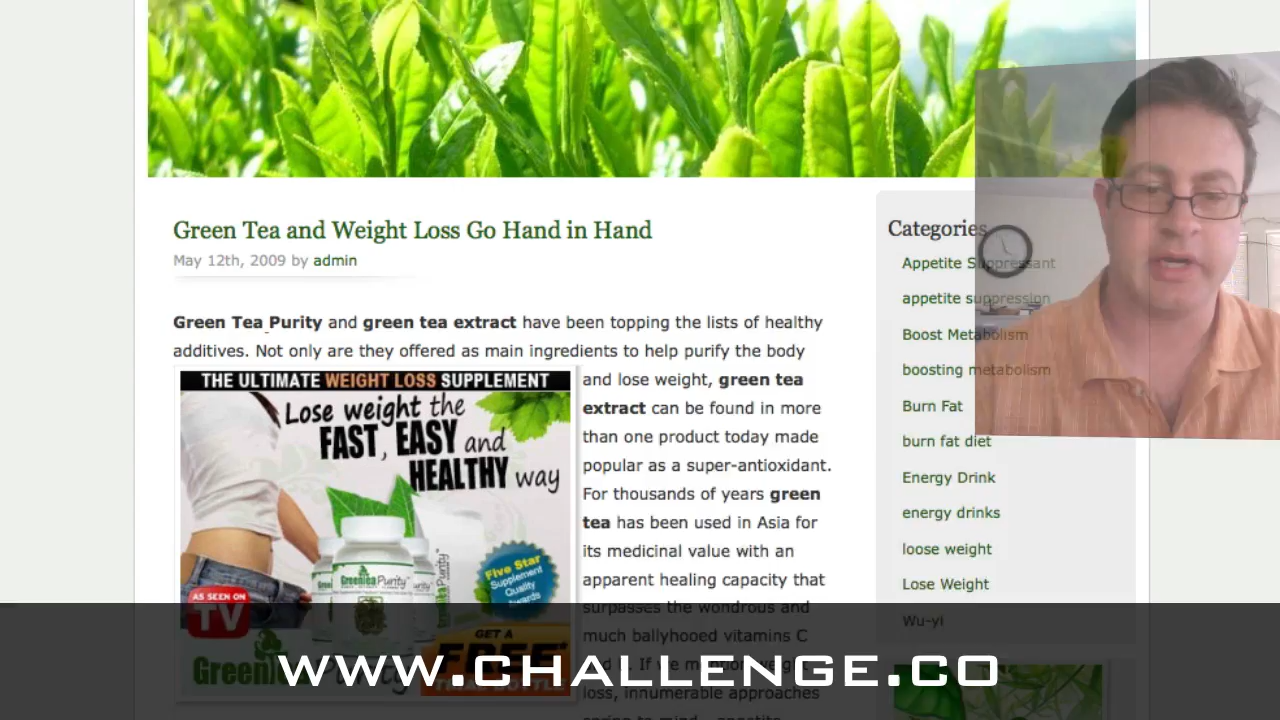 Green Tea and Weight Loss Go Hand in Hand
May 12th, 2009 by admin
Green Tea Purity and green tea extract have been topping the lists of healthy
additives. Not only are they offered as main ingredients to help purify the body
and lose weight, green tea
extract can be found in more
than one product today made
popular as a super-antioxidant.
For thousands of years green
tea has been used in Asia for
its medicinal value with an
apparent healing capacity that
surpasses the wondrous and
much ballyhooed vitamins C
loss, innumerable approaches
THE ULTIMATE WEIGHT LOSS SUPPLEMENT
Lose weight the
FAST, EASY and
HEALTHY way
GreenteaPurity
Five Star
Supplement
Quality
Awards
AS SEEN ON
TV
GET A
FREE
TRIAL BOTTLE
Categories
Appetite Suppressant
appetite suppression
Boost Metabolism
boosting metabolism
Burn Fat
burn fat diet
Energy Drink
energy drinks
loose weight
Lose Weight
Wu-yi
WWW.CHALLENGE.CO